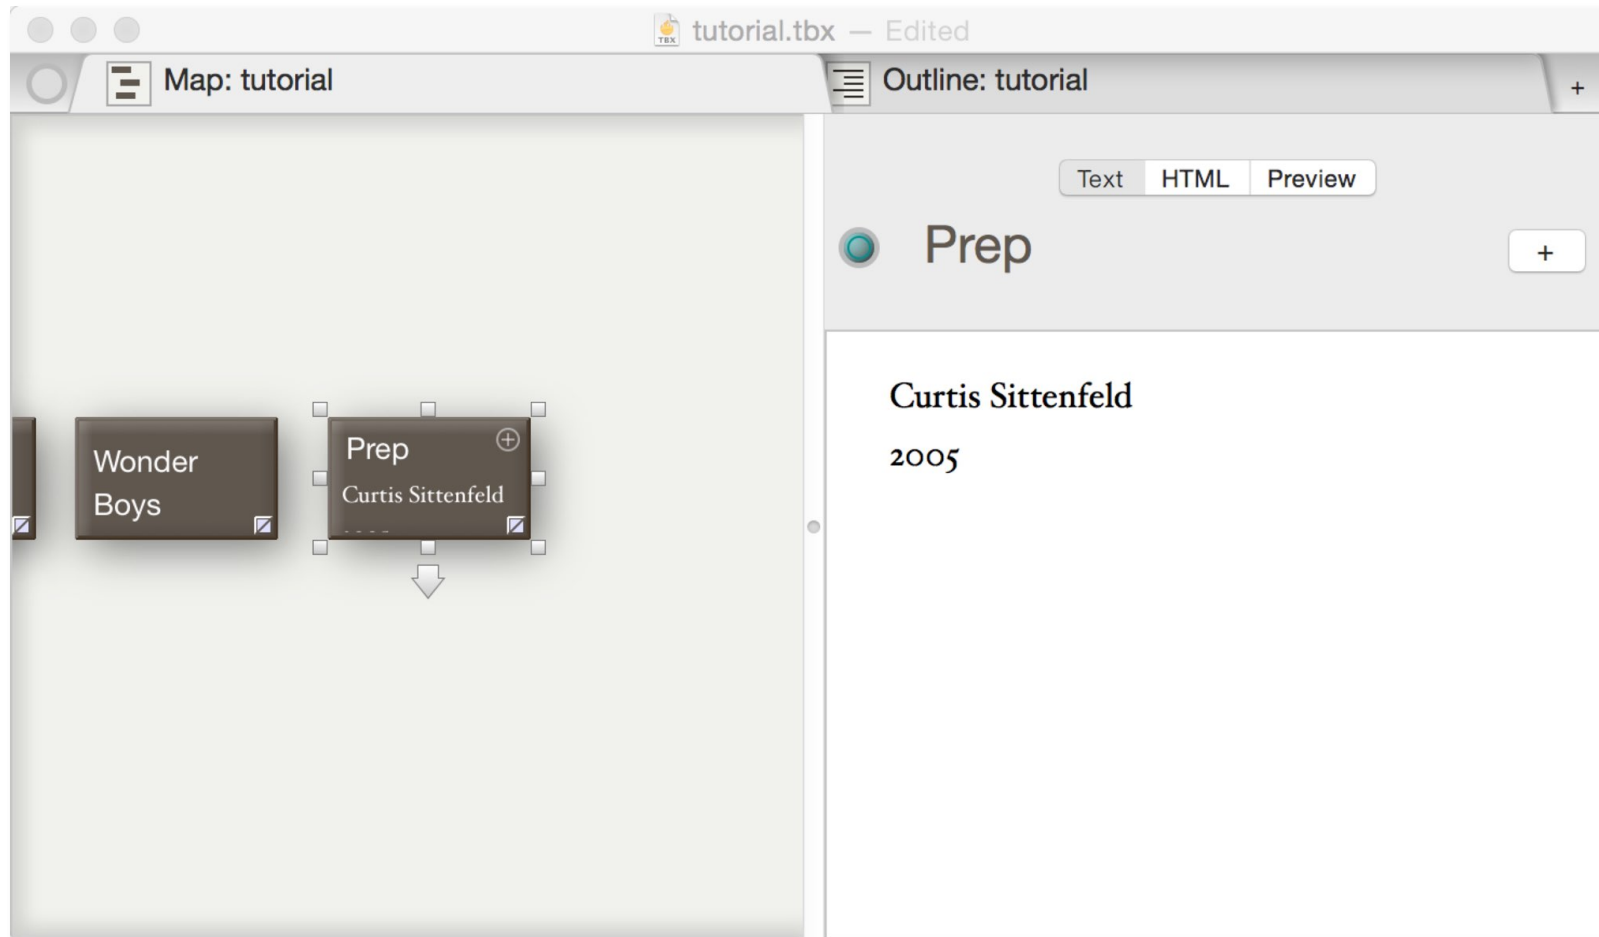 tutorial.tbx — Edited
Map: tutorial
Outline: tutorial
+
Text HTML Preview
Prep
+
Curtis Sittenfeld
2005
Wonder
Boys
Prep
Curtis Sittenfeld